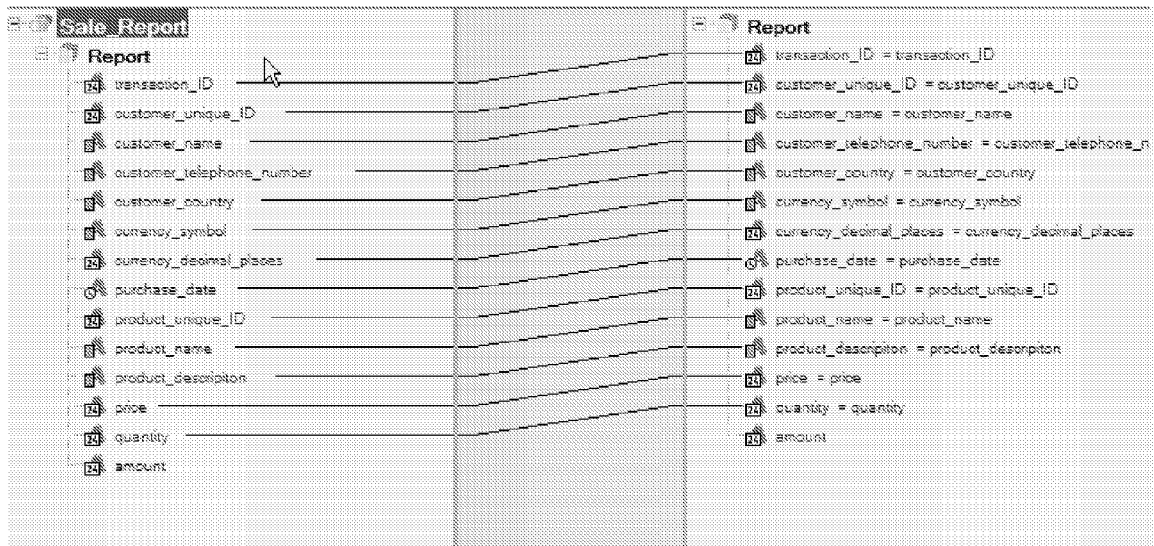 Sale_Report
Report
transaction_ID
customer_unique_ID
customer_name
customer_telephone_number
customer_country
currency_symbol
currency_decimal_places
purchase_date
product_unique_ID
product_name
product_descripiton
price
quantity
amount
Report
transaction_ID = transaction_ID
customer_unique_ID = customer_unique_ID
customer_name = customer_name
customer_telephone_number = customer_telephone_n
customer_country = customer_country
currency_symbol = currency_symbol
currency_decimal_places = currency_decimal_places
purchase_date = purchase_date
product_unique_ID = product_unique_ID
product_name = product_name
product_descripiton = product_descripiton
price = price
quantity = quantity
amount